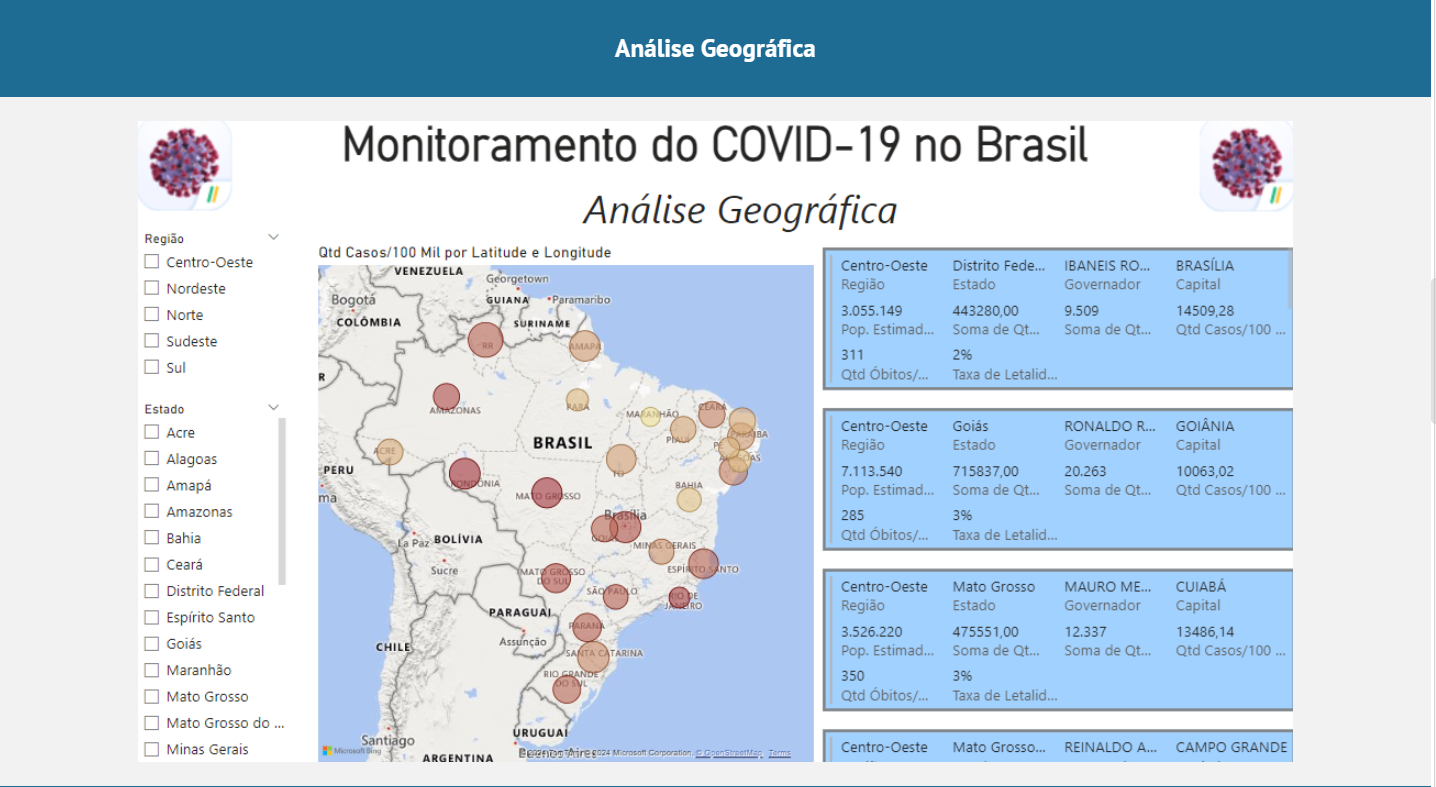 Análise Geográfica
Monitoramento do COVID-19 no Brasil
Análise Geográfica
Região
Centro-Oeste
Nordeste
Norte
Sudeste
Sul
Estado
Acre
Alagoas
Amapá
Amazonas
Bahia
Ceará
Distrito Federal
Espírito Santo
Goiás
Maranhão
Mato Grosso
Mato Grosso do ...
Minas Gerais
Qtd Casos/100 Mil por Latitude e Longitude
VENEZUELA
Georgetown
Bogotá
GUIANA
Paramaribo
COLÔMBIA
SURINAME
RR
AMAPÁ
R
AMAZONAS
PARÁ
MARANHÃO
CEARÁ
PIAUÍ
PARAÍBA
PE
BRASIL
ACRE
TO
PERU
RONDÔNIA
BAHIA
MATO GROSSO
ma
Brasília
La Paz
BOLÍVIA
MINAS GERAIS
Sucre
MATO GROSSO
DO SUL
ESPÍRITO SANTO
SÃO PAULO
RIO DE
JANEIRO
PARAGUAI
PARANÁ
Assunção
CHILE
SANTA CATARINA
RIO GRANDE
DO SUL
URUGUAI
Santiago
Buenos Aires
ARGENTINA
Microsoft Bing
2024 Microsoft Corporation, © OpenStreetMap Terms
Centro-Oeste Distrito Fede... IBANEIS RO... BRASÍLIA
Região Estado Governador Capital
3.055.149 443280,00 9.509 14509,28
Pop. Estimad... Soma de Qt... Soma de Qt... Qtd Casos/100 ...
311 2%
Qtd Óbitos/... Taxa de Letalid...
Centro-Oeste Goiás RONALDO R... GOIÂNIA
Região Estado Governador Capital
7.113.540 715837,00 20.263 10063,02
Pop. Estimad... Soma de Qt... Soma de Qt... Qtd Casos/100 ...
285 3%
Qtd Óbitos/... Taxa de Letalid...
Centro-Oeste Mato Grosso MAURO ME... CUIABÁ
Região Estado Governador Capital
3.526.220 475551,00 12.337 13486,14
Pop. Estimad... Soma de Qt... Soma de Qt... Qtd Casos/100 ...
350 3%
Qtd Óbitos/... Taxa de Letalid...
Centro-Oeste Mato Grosso... REINALDO A... CAMPO GRANDE